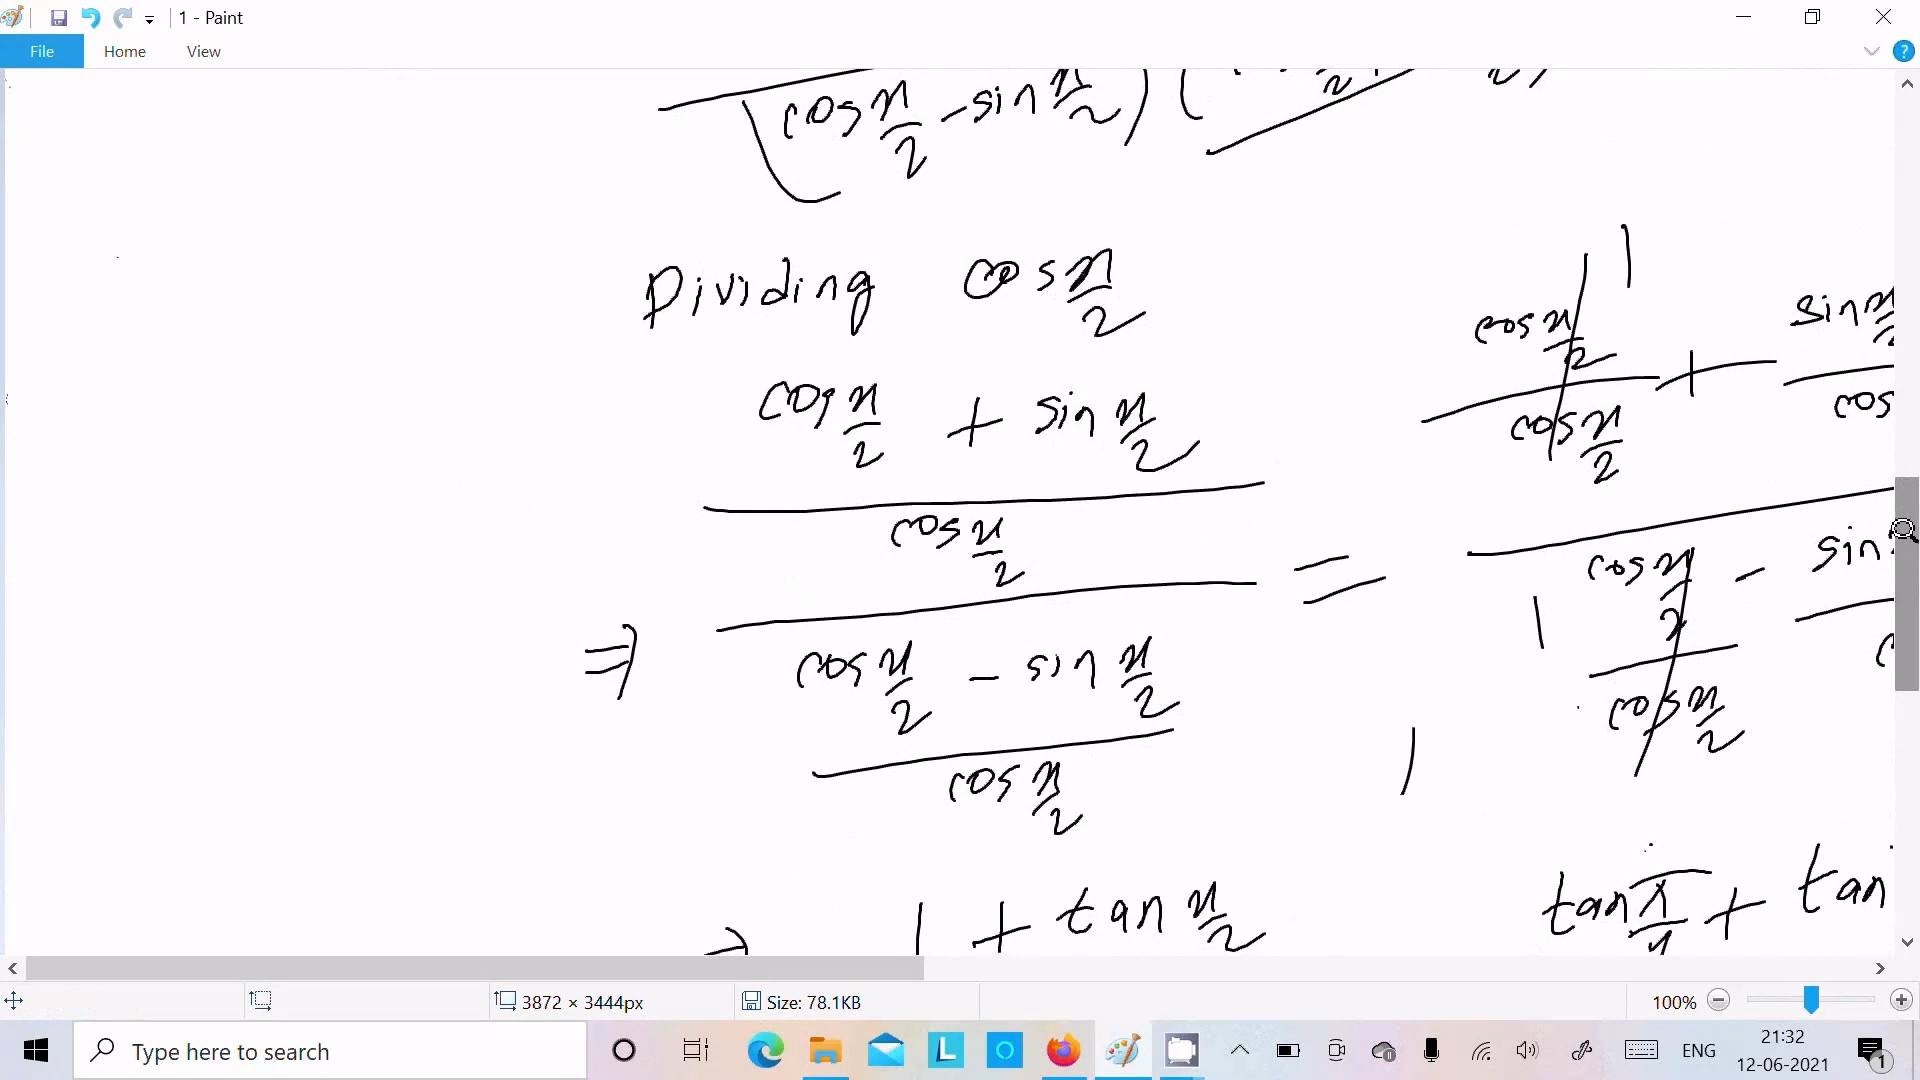 1 - Paint
File Home View
(cos x/2 - sin x/2) (
Dividing cos x/2
cos x/2 + sin x/2
cos x/2
cos x/2 - sin x/2
cos x/2
⇒ =
cos x/2 + sin x/2
cos x/2 cos
1
cos x/2 - sin
cos x/2
1
1 + tan x/2
tan π/4 + tan
3872 × 3444px Size: 78.1KB 100%
Type here to search
ENG
21:32
12-06-2021
1